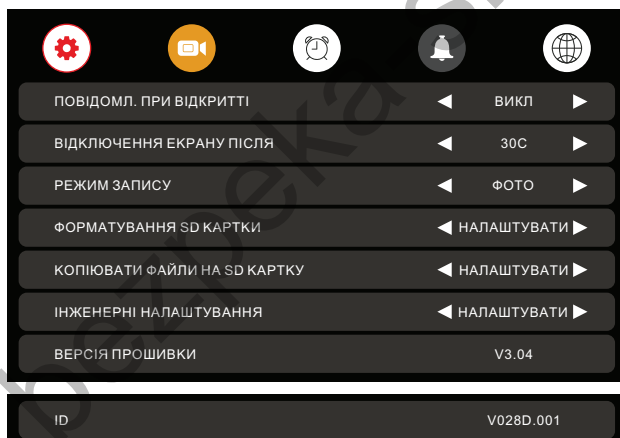 ПОВІДОМЛ. ПРИ ВІДКРИТТІ ВИКЛ
ВІДКЛЮЧЕННЯ ЕКРАНУ ПІСЛЯ 30С
РЕЖИМ ЗАПИСУ ФОТО
ФОРМАТУВАННЯ SD КАРТКИ НАЛАШТУВАТИ
КОПІЮВАТИ ФАЙЛИ НА SD КАРТКУ НАЛАШТУВАТИ
ІНЖЕНЕРНІ НАЛАШТУВАННЯ НАЛАШТУВАТИ
ВЕРСІЯ ПРОШИВКИ V3.04
ID V028D.001